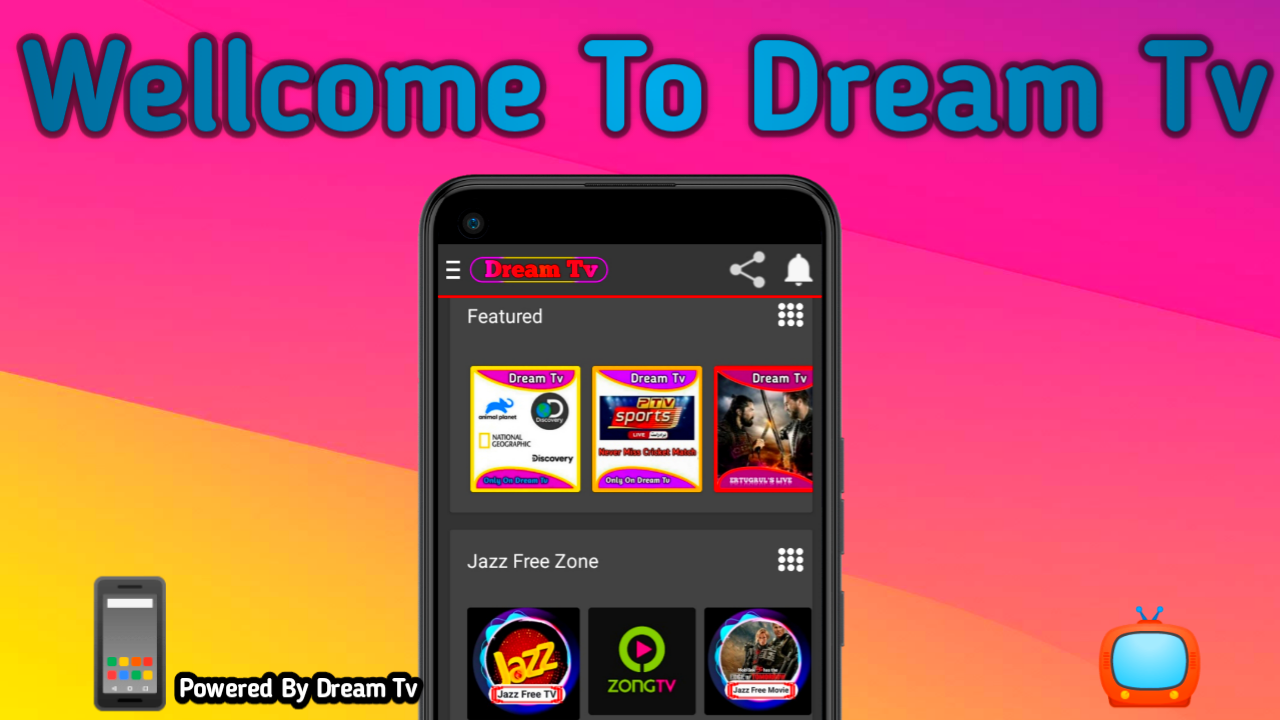 Wellcome To Dream Tv
Dream Tv
Featured
Dream Tv
animal planet
Discovery
NATIONAL
GEOGRAPHIC
Discovery
Only On Dream Tv
Dream Tv
PTV
sports
LIVE
Never Miss Cricket Match
Only On Dream Tv
Dream Tv
ERTUGRUL'S LIVE
Jazz Free Zone
Jazz
Jazz Free TV
ZONGTV
Jazz Free Movie
Powered By Dream Tv